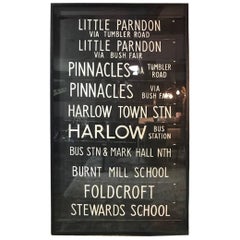 LITTLE PARNDON
VIA TUMBLER ROAD
LITTLE PARNDON
VIA BUSH FAIR
PINNACLES VIA TUMBLER ROAD
PINNACLES VIA BUSH FAIR
HARLOW TOWN STN
HARLOW BUS STATION
BUS STN & MARK HALL NTH
BURNT MILL SCHOOL
FOLDCROFT
STEWARDS SCHOOL